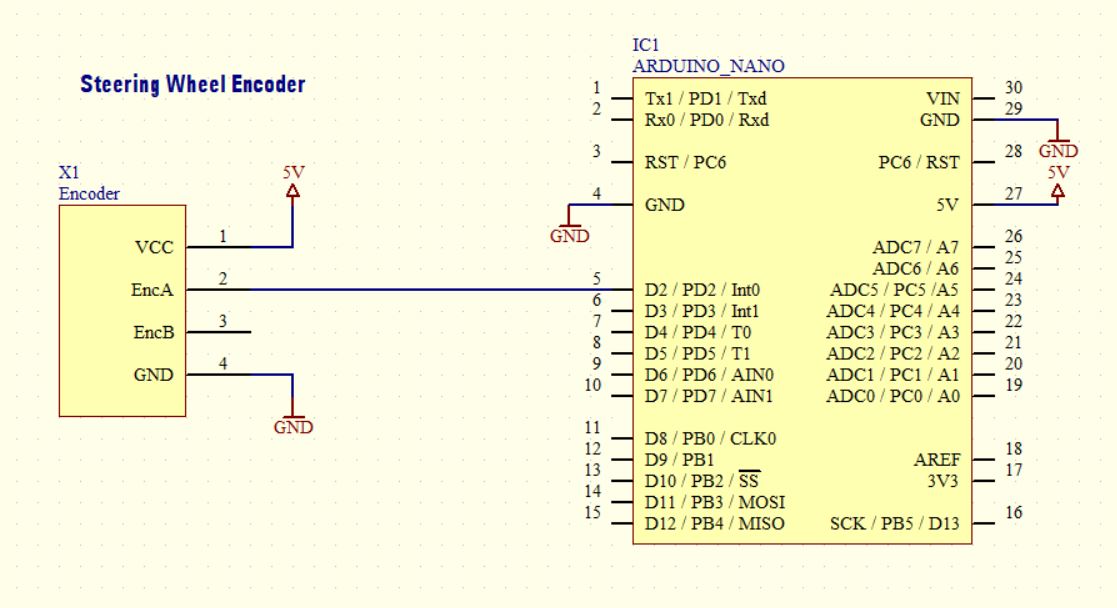 Steering Wheel Encoder
X1
Encoder
VCC 1
EncA 2
EncB 3
GND 4
5V
GND
IC1
ARDUINO_NANO
1 Tx1 / PD1 / Txd
2 Rx0 / PD0 / Rxd
3 RST / PC6
4 GND
GND
5 D2 / PD2 / Int0
6 D3 / PD3 / Int1
7 D4 / PD4 / T0
8 D5 / PD5 / T1
9 D6 / PD6 / AIN0
10 D7 / PD7 / AIN1
11 D8 / PB0 / CLK0
12 D9 / PB1
13 D10 / PB2 / SS
14 D11 / PB3 / MOSI
15 D12 / PB4 / MISO
VIN 30
GND 29
GND
PC6 / RST 28
5V
5V 27
ADC7 / A7 26
ADC6 / A6 25
ADC5 / PC5 /A5 24
ADC4 / PC4 / A4 23
ADC3 / PC3 / A3 22
ADC2 / PC2 / A2 21
ADC1 / PC1 / A1 20
ADC0 / PC0 / A0 19
AREF 18
3V3 17
SCK / PB5 / D13 16